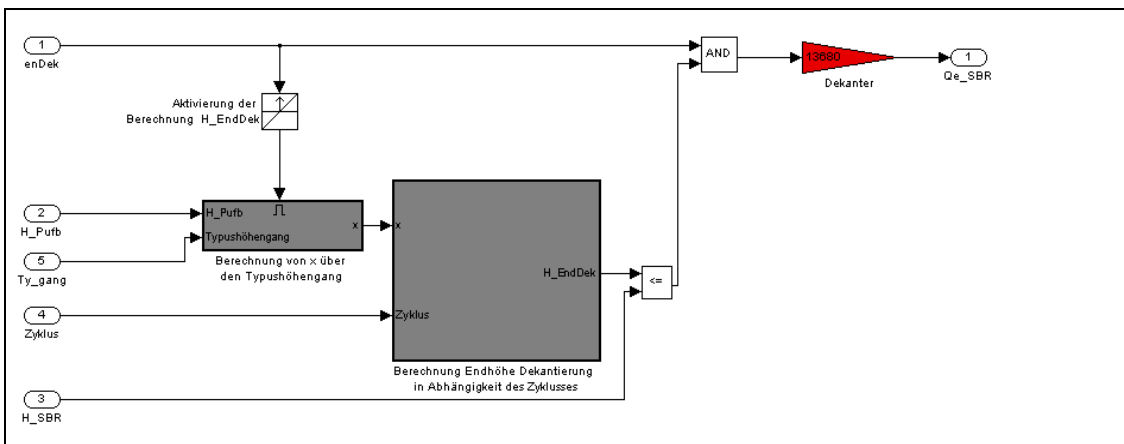 1
enDek
AND
13680
Dekanter
1
Qe_SBR
Aktivierung der
Berechnung H_EndDek
2
H_Pufb
5
Ty_gang
H_Pufb
Typushöhengang
x
Berechnung von x über
den Typushöhengang
x
H_EndDek
Zyklus
<=
4
Zyklus
Berechnung Endhöhe Dekantierung
in Abhängigkeit des Zyklusses
3
H_SBR